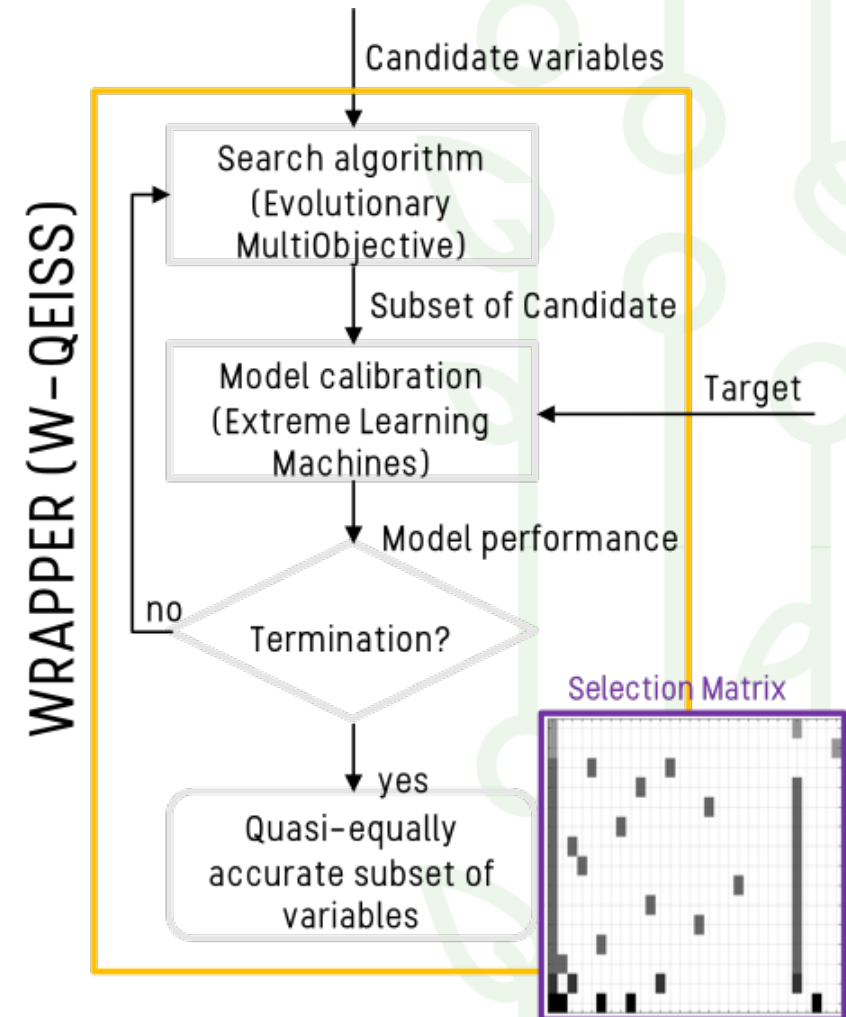 Candidate variables
Search algorithm
(Evolutionary
MultiObjective)
Subset of Candidate
Model calibration
(Extreme Learning
Machines)
Target
Model performance
no
Termination?
yes
Quasi-equally
accurate subset of
variables
WRAPPER (W-QEISS)
Selection Matrix